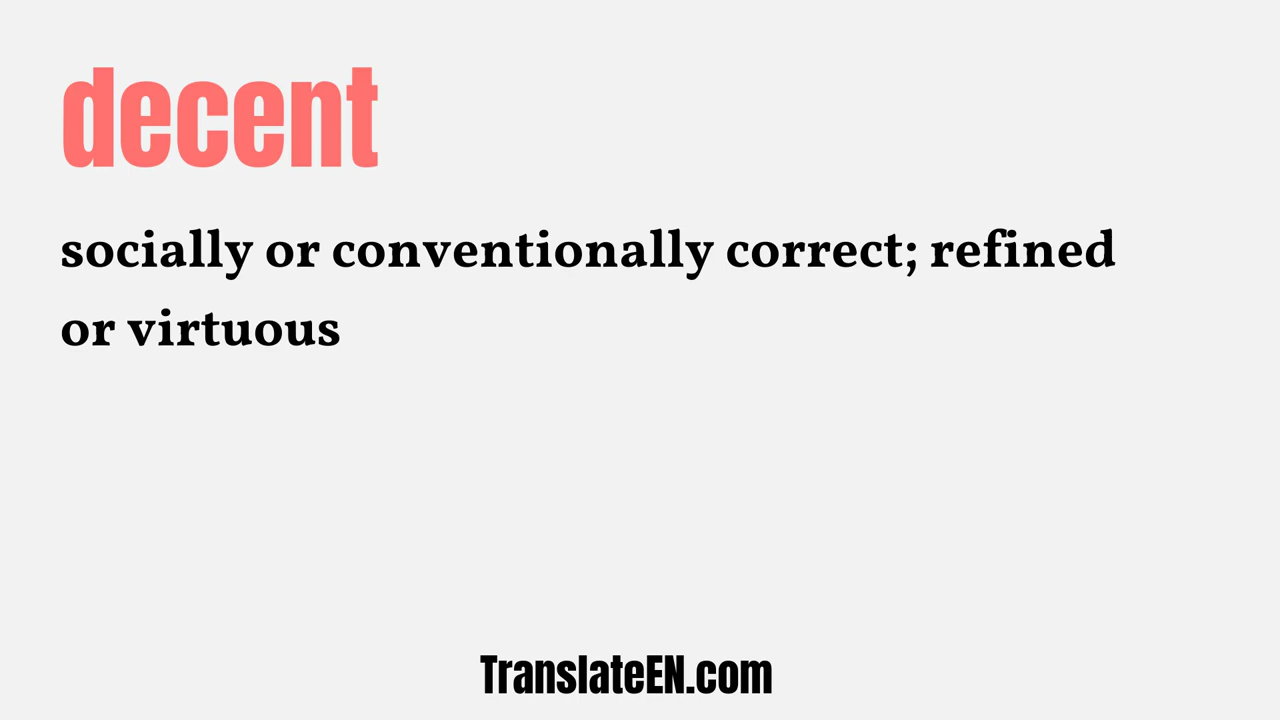 decent
socially or conventionally correct; refined
or virtuous
TranslateEN.com